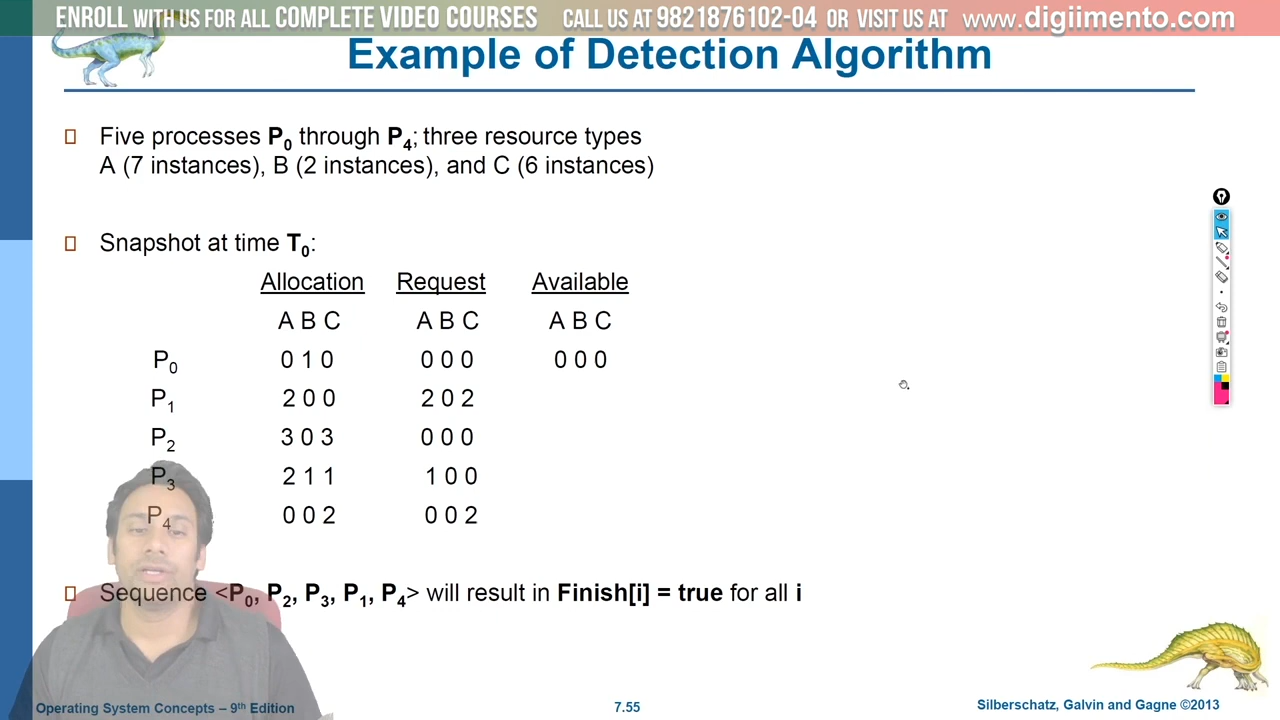 ENROLL WITH US FOR ALL COMPLETE VIDEO COURSES CALL US AT 9821876102-04 OR VISIT US AT www.digiimento.com
Example of Detection Algorithm
Five processes P0 through P4; three resource types
A (7 instances), B (2 instances), and C (6 instances)
Snapshot at time T0:
Allocation Request Available
A B C A B C A B C
P0 0 1 0 0 0 0 0 0 0
P1 2 0 0 2 0 2
P2 3 0 3 0 0 0
P3 2 1 1 1 0 0
P4 0 0 2 0 0 2
Sequence <P0, P2, P3, P1, P4> will result in Finish[i] = true for all i
Operating System Concepts – 9th Edition 7.55 Silberschatz, Galvin and Gagne ©2013